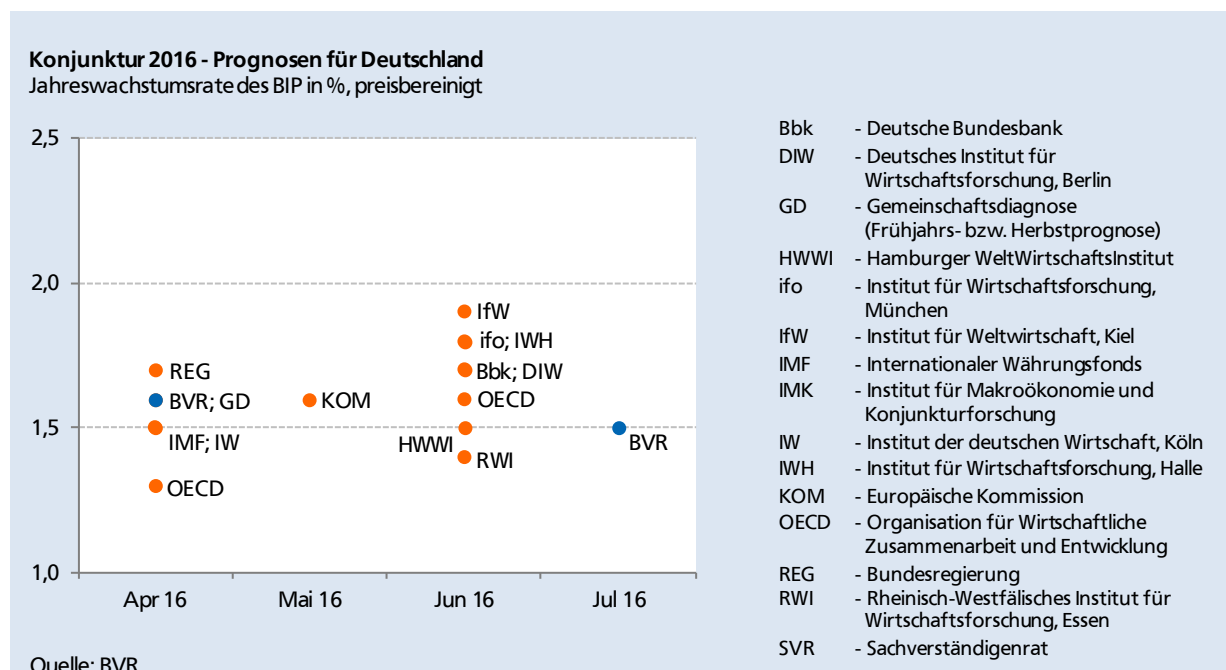 Konjunktur 2016 - Prognosen für Deutschland
Jahreswachstumsrate des BIP in %, preisbereinigt
2,5
2,0
1,5
1,0
REG
BVR; GD
IMF; IW
OECD
KOM
IfW
ifo; IWH
Bbk; DIW
OECD
HWWI
RWI
BVR
Apr 16
Mai 16
Jun 16
Jul 16
Bbk - Deutsche Bundesbank
DIW - Deutsches Institut für
Wirtschaftsforschung, Berlin
GD - Gemeinschaftsdiagnose
(Frühjahrs- bzw. Herbstprognose)
HWWI - Hamburger WeltWirtschaftsInstitut
ifo - Institut für Wirtschaftsforschung,
München
IfW - Institut für Weltwirtschaft, Kiel
IMF - Internationaler Währungsfonds
IMK - Institut für Makroökonomie und
Konjunkturforschung
IW - Institut der deutschen Wirtschaft, Köln
IWH - Institut für Wirtschaftsforschung, Halle
KOM - Europäische Kommission
OECD - Organisation für Wirtschaftliche
Zusammenarbeit und Entwicklung
REG - Bundesregierung
RWI - Rheinisch-Westfälisches Institut für
Wirtschaftsforschung, Essen
SVR - Sachverständigenrat
Quelle: BVR